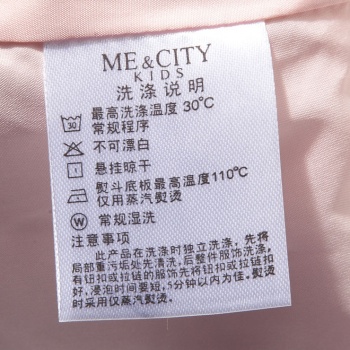 ME&CITY
KIDS
洗涤说明
30 最高洗涤温度 30℃
常规程序
不可漂白
悬挂晾干
熨斗底板最高温度110℃
仅用蒸汽熨烫
W 常规湿洗
注意事项
此产品在洗涤时独立洗涤,先将
局部重污垢处先清洗,后整件服饰洗涤,
有钮扣或拉链的服饰先将钮扣或拉链扣
好,浸泡时间要短,5分钟以内为佳,熨烫
时采用仅蒸汽熨烫。